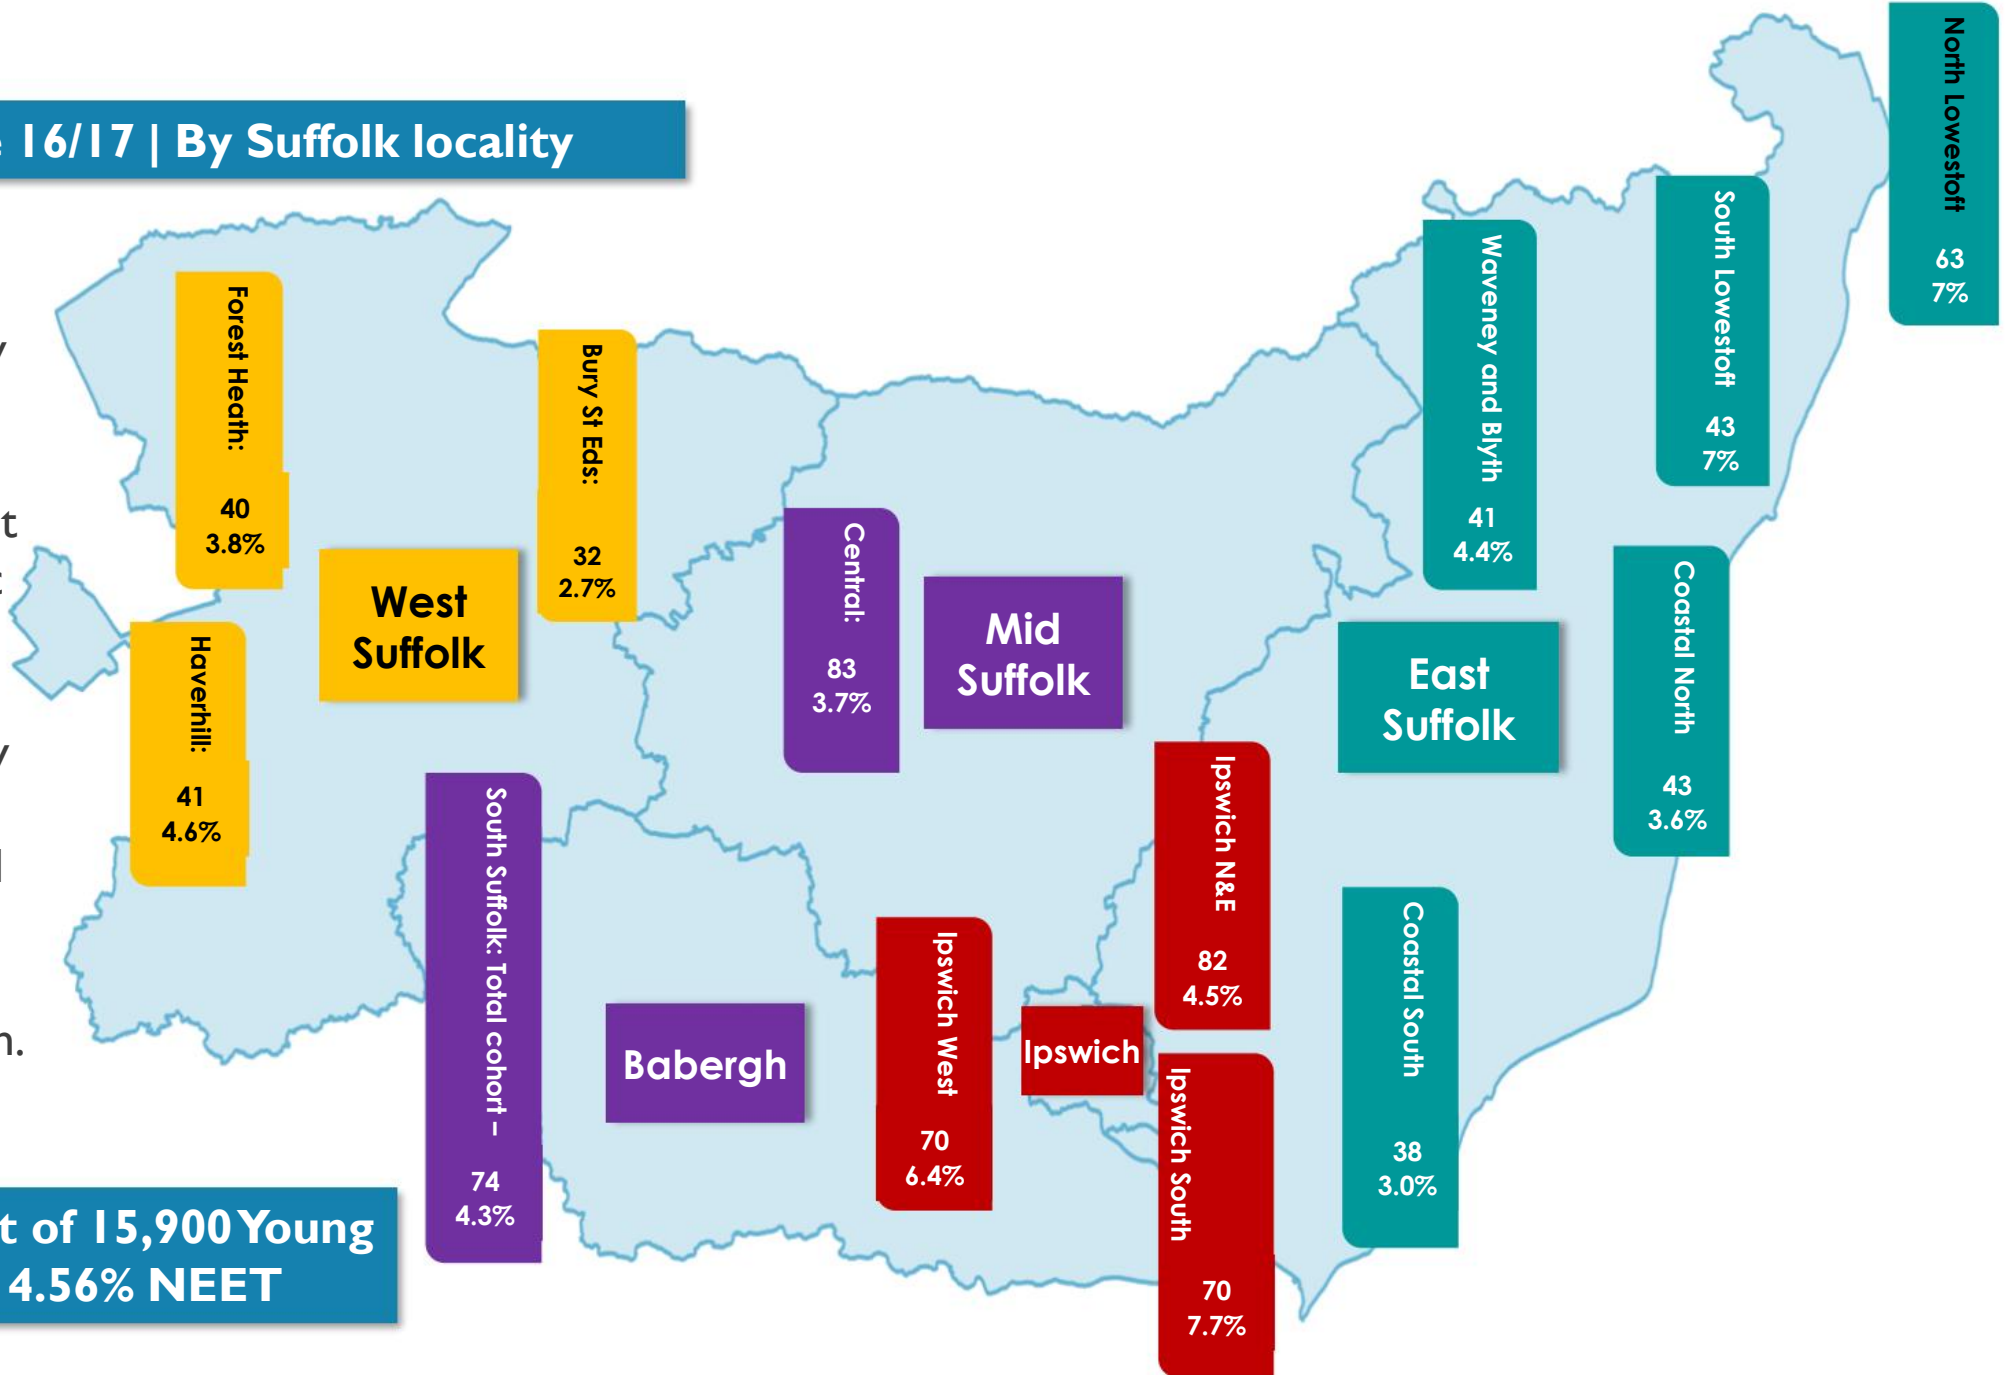 16/17 | By Suffolk locality
North Lowestoft
63
7%
South Lowestoft
43
7%
Waveney and Blyth
41
4.4%
Forest Heath:
40
3.8%
Bury St Eds:
32
2.7%
West
Suffolk
Central:
83
3.7%
Mid
Suffolk
East
Suffolk
Coastal North
43
3.6%
Haverhill:
41
4.6%
South Suffolk: Total cohort –
74
4.3%
Babergh
Ipswich West
70
6.4%
Ipswich
Ipswich N&E
82
4.5%
Ipswich South
70
7.7%
Coastal South
38
3.0%
of 15,900 Young
4.56% NEET